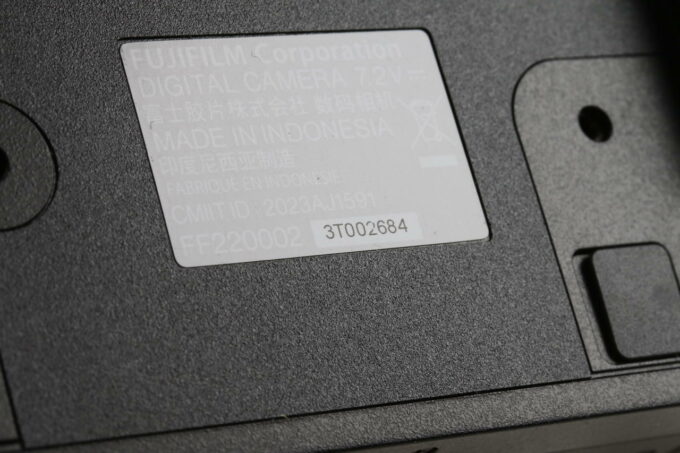 FUJIFILM Corporation
DIGITAL CAMERA 7.2V ⎓
富士胶片株式会社 数码相机
MADE IN INDONESIA
印度尼西亚制造
FABRIQUE EN INDONESIE
CMIIT ID : 2023AJ1591
FF220002 3T002684